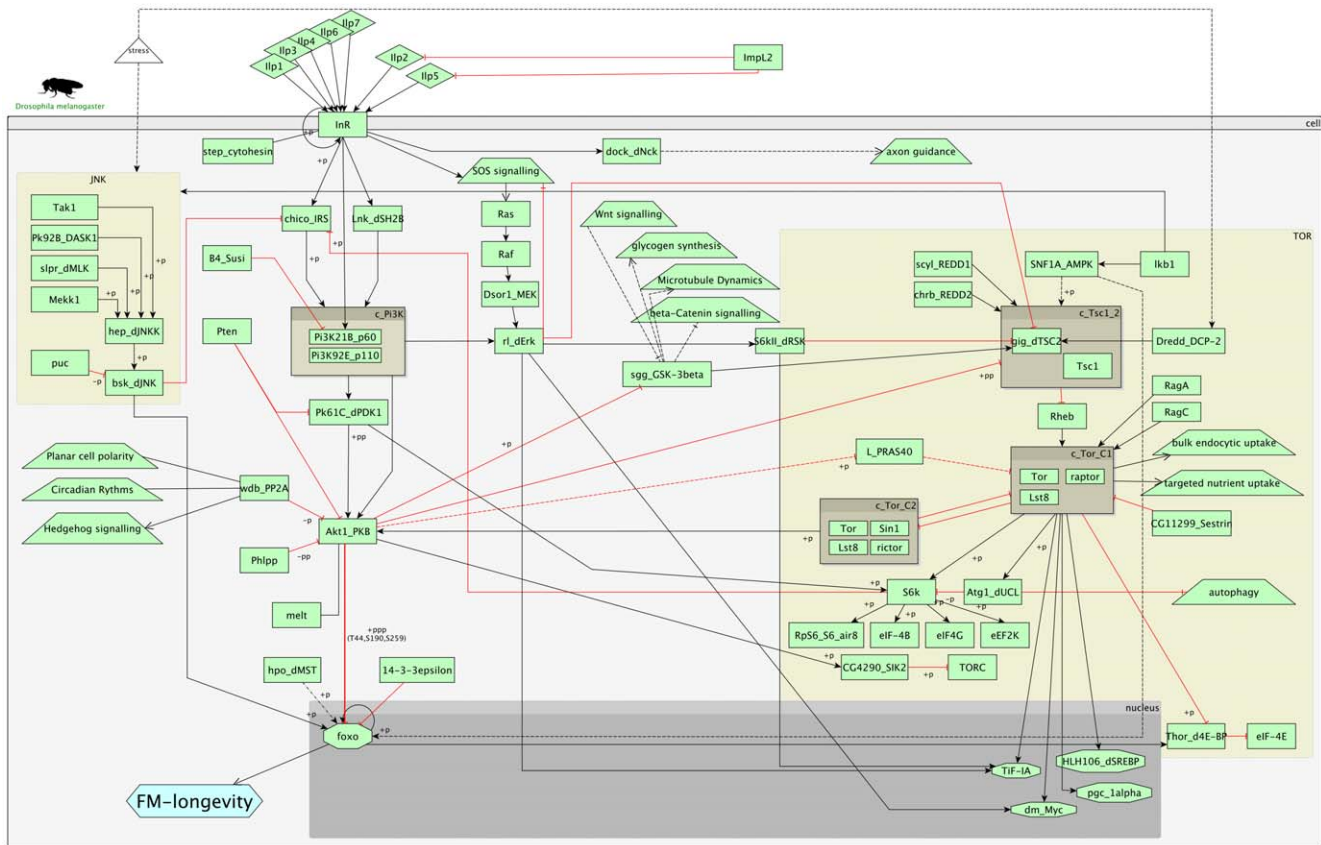 Ilp7
Ilp6
Ilp4
Ilp3
Ilp1
Ilp2
Ilp5
ImpL2
stress
Drosophila melanogaster
cell
InR
+p
step_cytohesin
dock_dNck
axon guidance
SOS signalling
+p
JNK
Tak1
Pk92B_DASK1
slpr_dMLK
Mekk1
+p
+p
+p
+p
hep_dJNKK
+p
puc
-p
bsk_dJNK
chico_IRS
Lnk_dSH2B
+p
+p
B4_Susi
Pten
Ras
Raf
Dsor1_MEK
rl_dErk
c_Pi3K
Pi3K21B_p60
Pi3K92E_p110
Pk61C_dPDK1
+pp
Wnt signalling
glycogen synthesis
Microtubule Dynamics
beta-Catenin signalling
S6kII_dRSK
sgg_GSK-3beta
+p
TOR
scyl_REDD1
chrb_REDD2
SNF1A_AMPK
lkb1
+p
c_Tsc1_2
gig_dTSC2
Tsc1
+pp
Dredd_DCP-2
Rheb
RagA
RagC
bulk endocytic uptake
targeted nutrient uptake
CG11299_Sestrin
c_Tor_C1
Tor
raptor
Lst8
L_PRAS40
+p
c_Tor_C2
Tor
Sin1
Lst8
rictor
+p
Planar cell polarity
Circadian Rythms
Hedgehog signalling
wdb_PP2A
-p
Akt1_PKB
Phlpp
-pp
melt
+ppp
(T44,S190,S259)
+p
+p
S6k
+p
-p
+p
Atg1_dUCL
autophagy
+p
+p
+p
RpS6_S6_air8
eIF-4B
eIF4G
eEF2K
+p
CG4290_SIK2
+p
TORC
hpo_dMST
+p
14-3-3epsilon
nucleus
+p
+p
foxo
+p
Thor_d4E-BP
eIF-4E
HLH106_dSREBP
TiF-IA
pgc_1alpha
dm_Myc
FM-longevity